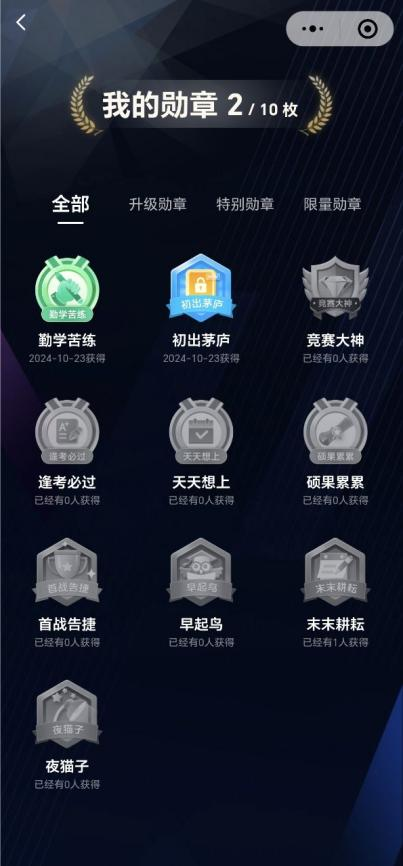 我的勋章 2 / 10 枚
全部 升级勋章 特别勋章 限量勋章
勤学苦练 初出茅庐 竞赛大神
勤学苦练 初出茅庐 竞赛大神
2024-10-23获得 2024-10-23获得 已经有0人获得
A+
逢考必过 天天想上 硕果累累
逢考必过 天天想上 硕果累累
已经有0人获得 已经有0人获得 已经有0人获得
首战告捷 早起鸟 末末耕耘
首战告捷 早起鸟 末末耕耘
已经有0人获得 已经有0人获得 已经有1人获得
夜猫子
夜猫子
已经有0人获得